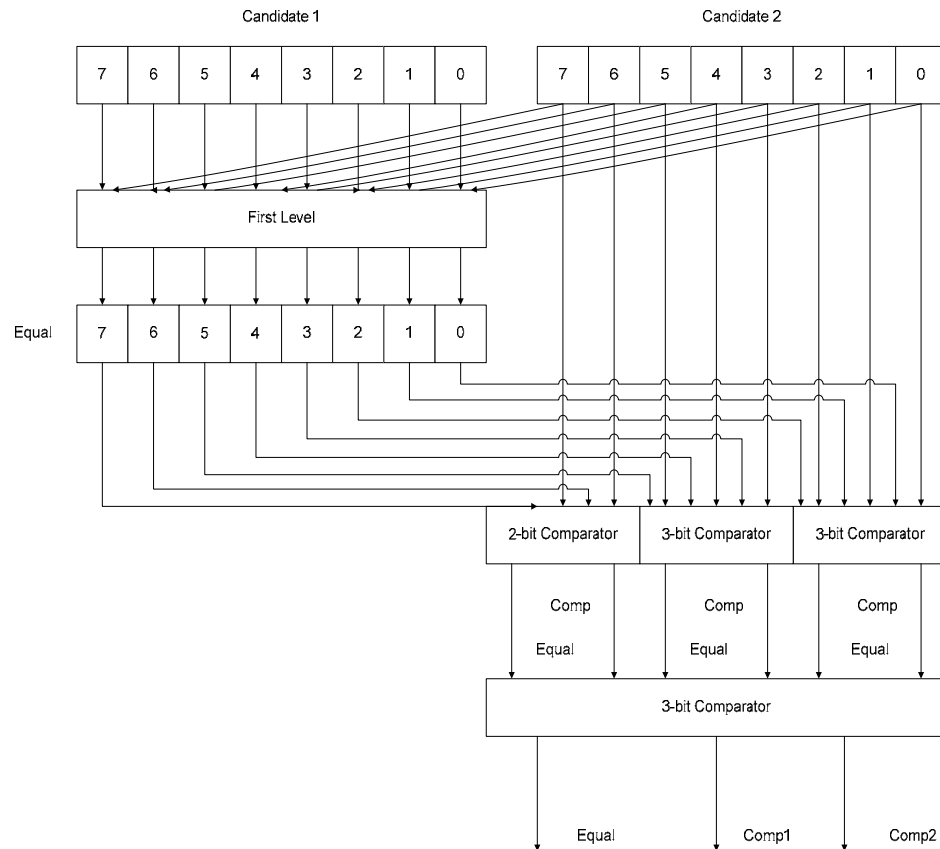 Candidate 1 Candidate 2
7 6 5 4 3 2 1 0 7 6 5 4 3 2 1 0
First Level
Equal 7 6 5 4 3 2 1 0
2-bit Comparator 3-bit Comparator 3-bit Comparator
Comp Comp Comp
Equal Equal Equal
3-bit Comparator
Equal Comp1 Comp2